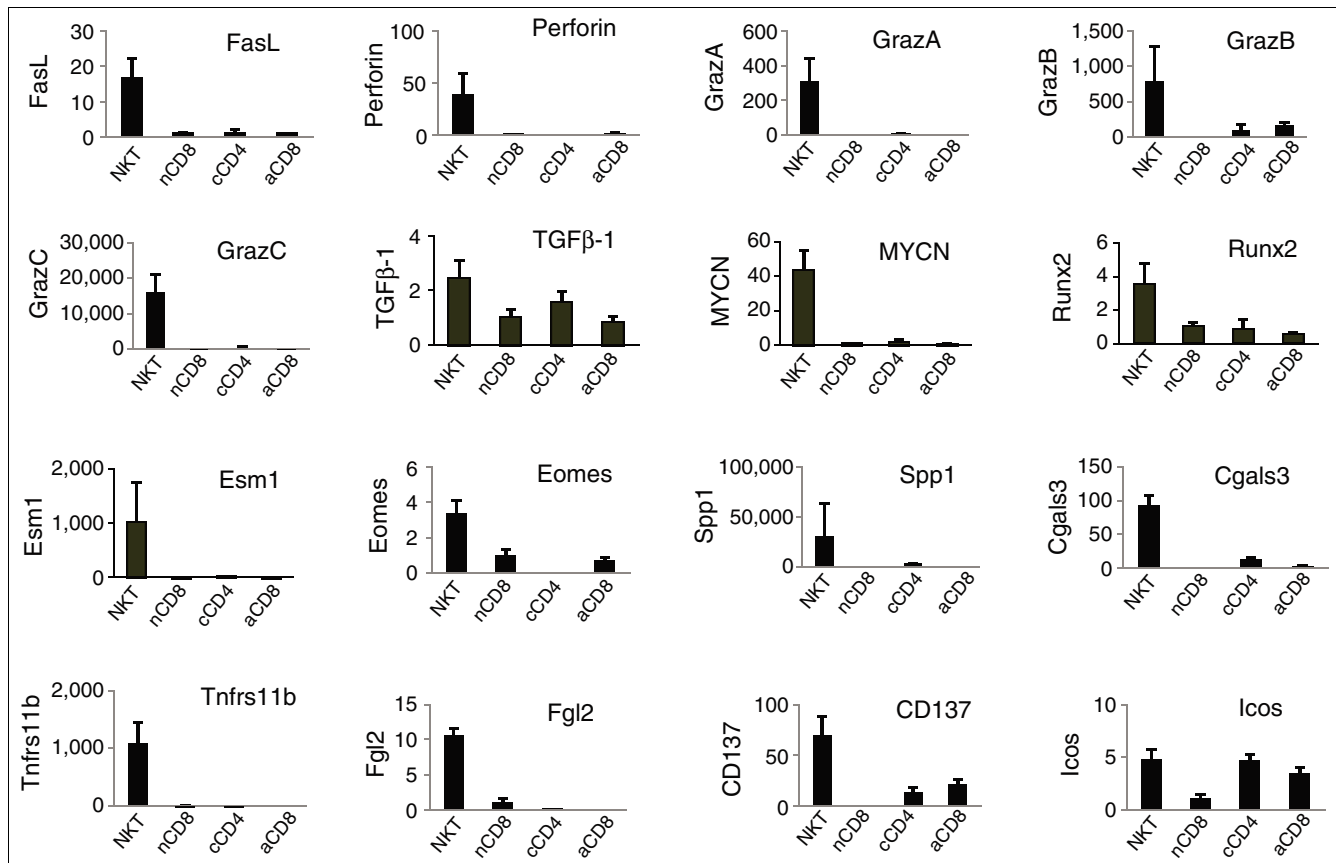 FasL
30
20
10
0
FasL
NKT
nCD8
cCD4
aCD8
Perforin
100
50
0
Perforin
NKT
nCD8
cCD4
aCD8
GrazA
600
400
200
0
GrazA
NKT
nCD8
cCD4
aCD8
GrazB
1,500
1,000
500
0
GrazB
NKT
nCD8
cCD4
aCD8
GrazC
30,000
20,000
10,000
0
GrazC
NKT
nCD8
cCD4
aCD8
TGFβ-1
4
2
0
TGFβ-1
NKT
nCD8
cCD4
aCD8
MYCN
60
40
20
0
MYCN
NKT
nCD8
cCD4
aCD8
Runx2
6
4
2
0
Runx2
NKT
nCD8
cCD4
aCD8
Esm1
2,000
1,000
0
Esm1
NKT
nCD8
cCD4
aCD8
Eomes
6
4
2
0
Eomes
NKT
nCD8
cCD4
aCD8
Spp1
100,000
50,000
0
Spp1
NKT
nCD8
cCD4
aCD8
Cgals3
150
100
50
0
Cgals3
NKT
nCD8
cCD4
aCD8
Tnfrs11b
2,000
1,000
0
Tnfrs11b
NKT
nCD8
cCD4
aCD8
Fgl2
15
10
5
0
Fgl2
NKT
nCD8
cCD4
aCD8
CD137
100
50
0
CD137
NKT
nCD8
cCD4
aCD8
Icos
10
5
0
Icos
NKT
nCD8
cCD4
aCD8